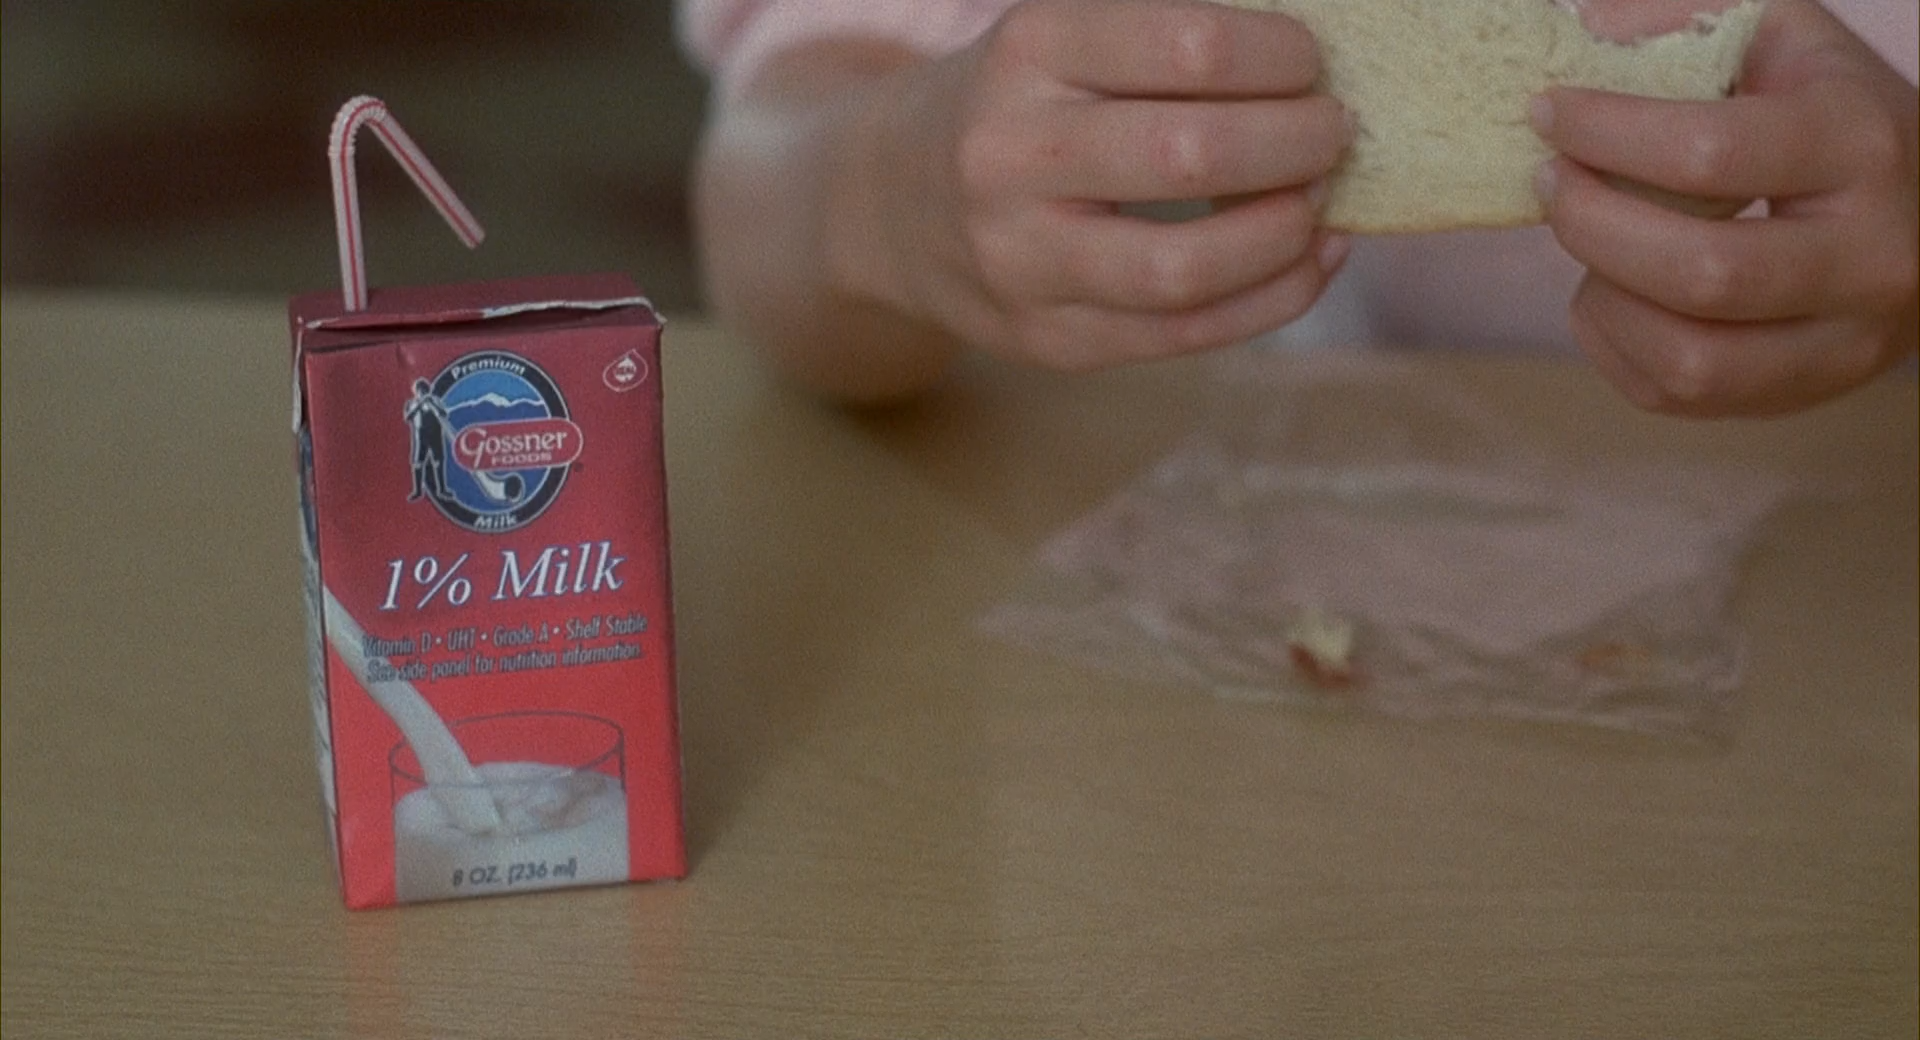 Premium
REAL
Gossner
FOODS
Milk
1% Milk
Vitamin D • UHT • Grade A • Shelf Stable
See side panel for nutrition information.
8 OZ. (236 ml)